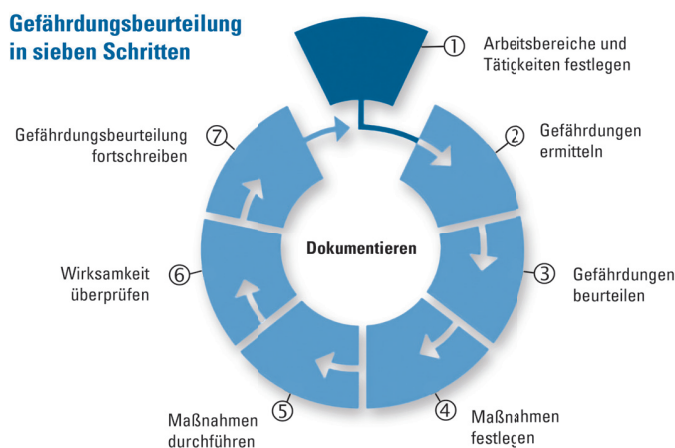 Gefährdungsbeurteilung
in sieben Schritten
① Arbeitsbereiche und
Tätigkeiten festlegen
② Gefährdungen
ermitteln
③ Gefährdungen
beurteilen
④ Maßnahmen
festlegen
⑤ Maßnahmen
durchführen
⑥ Wirksamkeit
überprüfen
⑦ Gefährdungsbeurteilung
fortschreiben
Dokumentieren